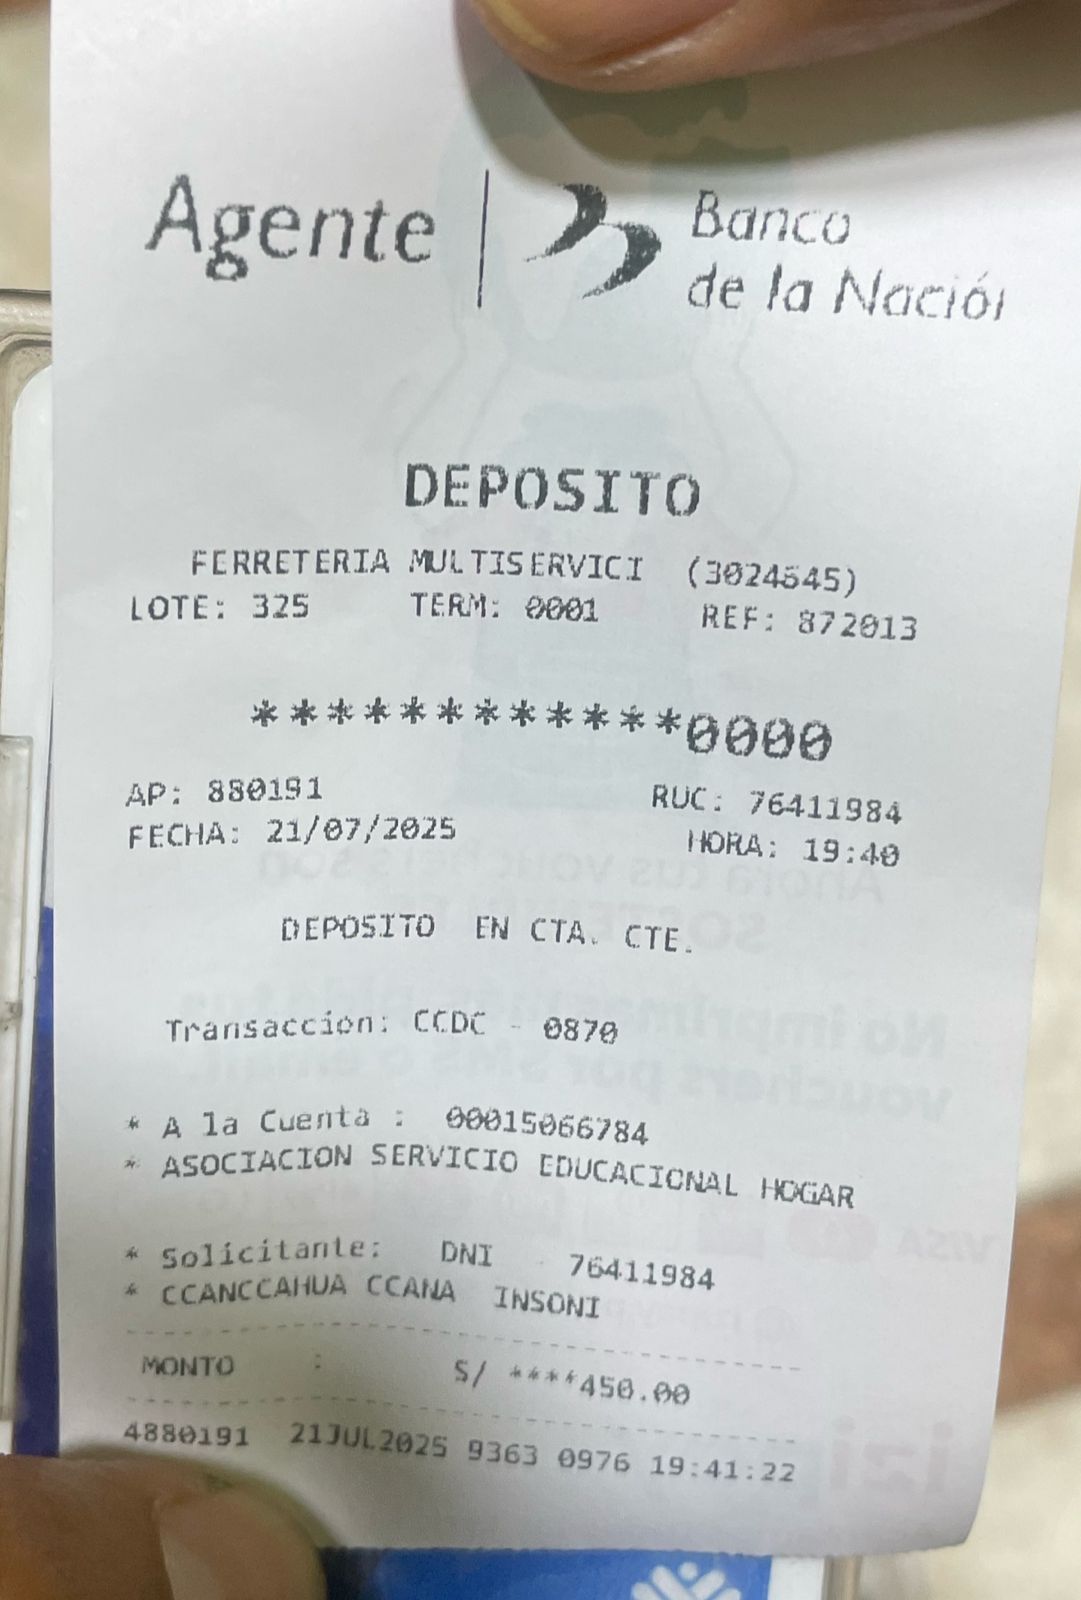 Agente | Banco
de la Nación
DEPOSITO
FERRETERIA MULTISERVICI (3024645)
LOTE: 325 TERM: 0001 REF: 872013
************0000
AP: 880191 RUC: 76411984
FECHA: 21/07/2025 HORA: 19:40
DEPOSITO EN CTA. CTE.
Transaccion: CCDC - 0870
* A la Cuenta : 00015066784
* ASOCIACION SERVICIO EDUCACIONAL HOGAR
* Solicitante: DNI 76411984
* CCANCCAHUA CCANA INSONI
MONTO : S/ ****450.00
4880191 21JUL2025 9363 0976 19:41:22